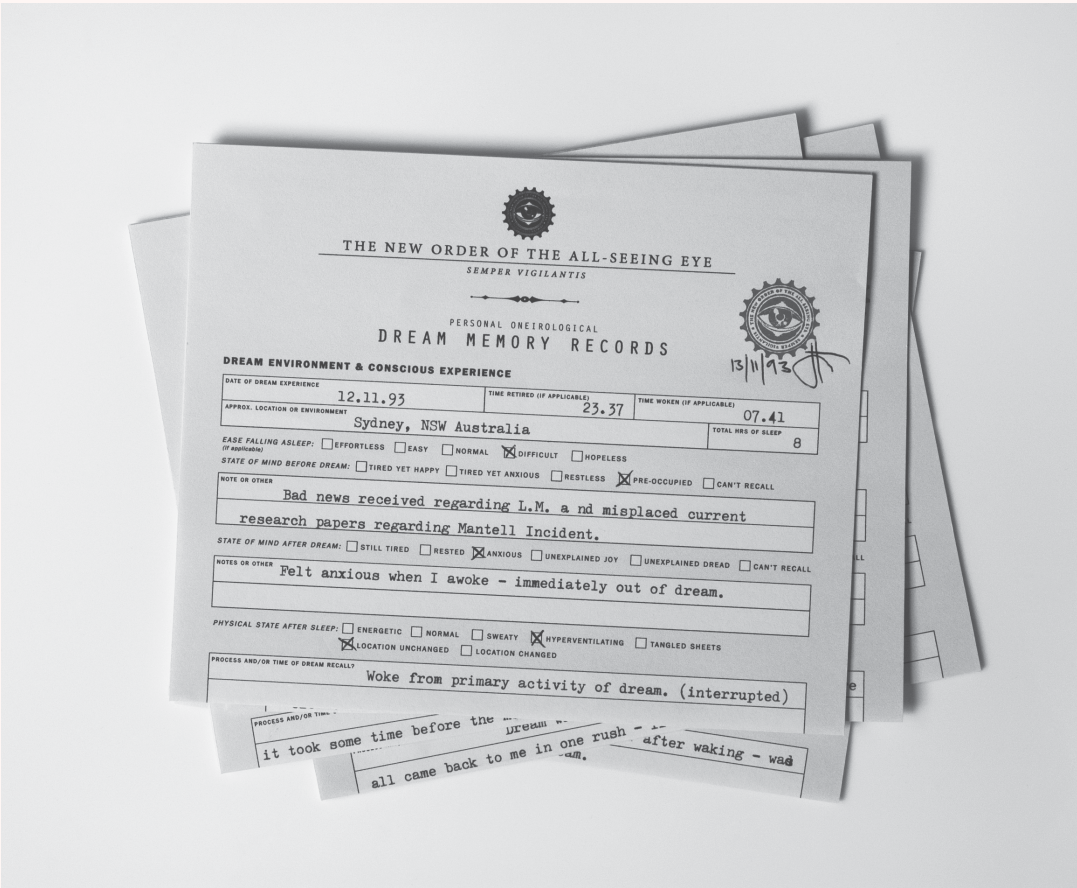 THE NEW ORDER OF THE ALL-SEEING EYE
SEMPER VIGILANTIS
PERSONAL ONEIROLOGICAL
DREAM MEMORY RECORDS
13/11/93
DREAM ENVIRONMENT & CONSCIOUS EXPERIENCE
DATE OF DREAM EXPERIENCE 12.11.93 TIME RETIRED (IF APPLICABLE) 23.37 TIME WOKEN (IF APPLICABLE) 07.41
APPROX. LOCATION OR ENVIRONMENT Sydney, NSW Australia TOTAL HRS OF SLEEP 8
EASE FALLING ASLEEP: EFFORTLESS EASY NORMAL DIFFICULT HOPELESS
(if applicable)
STATE OF MIND BEFORE DREAM: TIRED YET HAPPY TIRED YET ANXIOUS RESTLESS PRE-OCCUPIED CAN'T RECALL
NOTE OR OTHER Bad news received regarding L.M. a nd misplaced current
research papers regarding Mantell Incident.
STATE OF MIND AFTER DREAM: STILL TIRED RESTED ANXIOUS UNEXPLAINED JOY UNEXPLAINED DREAD CAN'T RECALL
NOTES OR OTHER Felt anxious when I awoke - immediately out of dream.
PHYSICAL STATE AFTER SLEEP: ENERGETIC NORMAL SWEATY HYPERVENTILATING TANGLED SHEETS
LOCATION UNCHANGED LOCATION CHANGED
PROCESS AND/OR TIME OF DREAM RECALL? Woke from primary activity of dream. (interrupted)
PROCESS AND/OR TIME
it took some time before the
Dream
after waking - was
all came back to me in one rush -